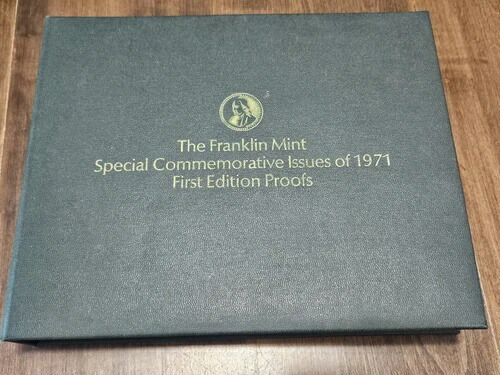 The Franklin Mint
Special Commemorative Issues of 1971
First Edition Proofs